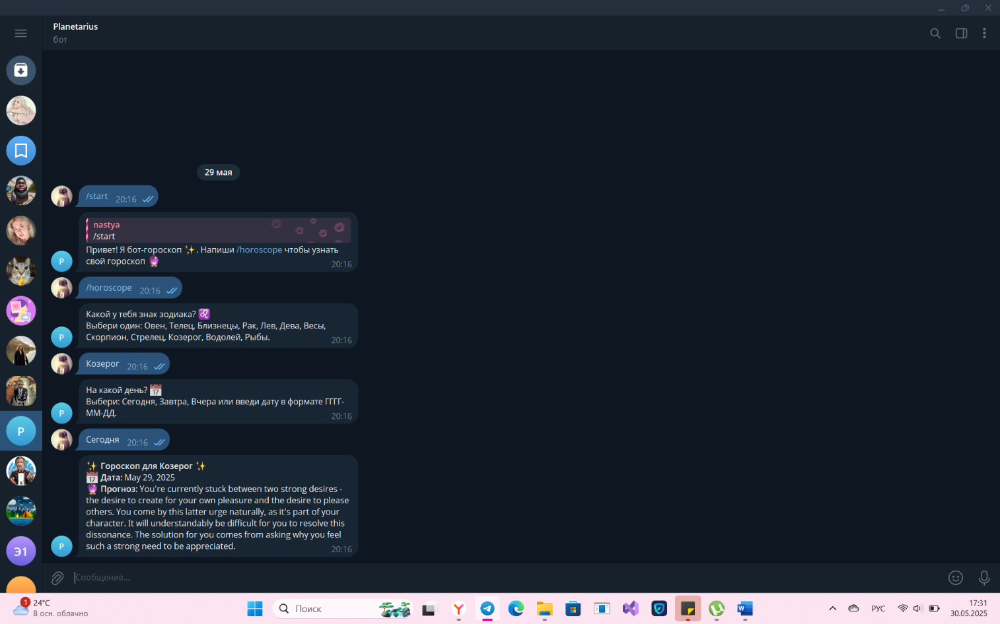 Planetarius
бот
29 мая
/start 20:16
nastya
/start
Привет! Я бот-гороскоп ✨. Напиши /horoscope чтобы узнать
свой гороскоп 🔮
20:16
/horoscope 20:16
Какой у тебя знак зодиака? ♌
Выбери один: Овен, Телец, Близнецы, Рак, Лев, Дева, Весы,
Скорпион, Стрелец, Козерог, Водолей, Рыбы.
20:16
Козерог 20:16
На какой день? 📅
Выбери: Сегодня, Завтра, Вчера или введи дату в формате ГГГГ-
ММ-ДД.
20:16
Сегодня 20:16
✨ Гороскоп для Козерог ✨
📅 Дата: May 29, 2025
🔮 Прогноз: You're currently stuck between two strong desires -
the desire to create for your own pleasure and the desire to please
others. You come by this latter urge naturally, as it's part of your
character. It will understandably be difficult for you to resolve this
dissonance. The solution for you comes from asking why you feel
such a strong need to be appreciated.
20:16
P
P
P
P
P
Э1
Сообщение...
1
24°C
В осн. облачно
Поиск
РУС
17:31
30.05.2025